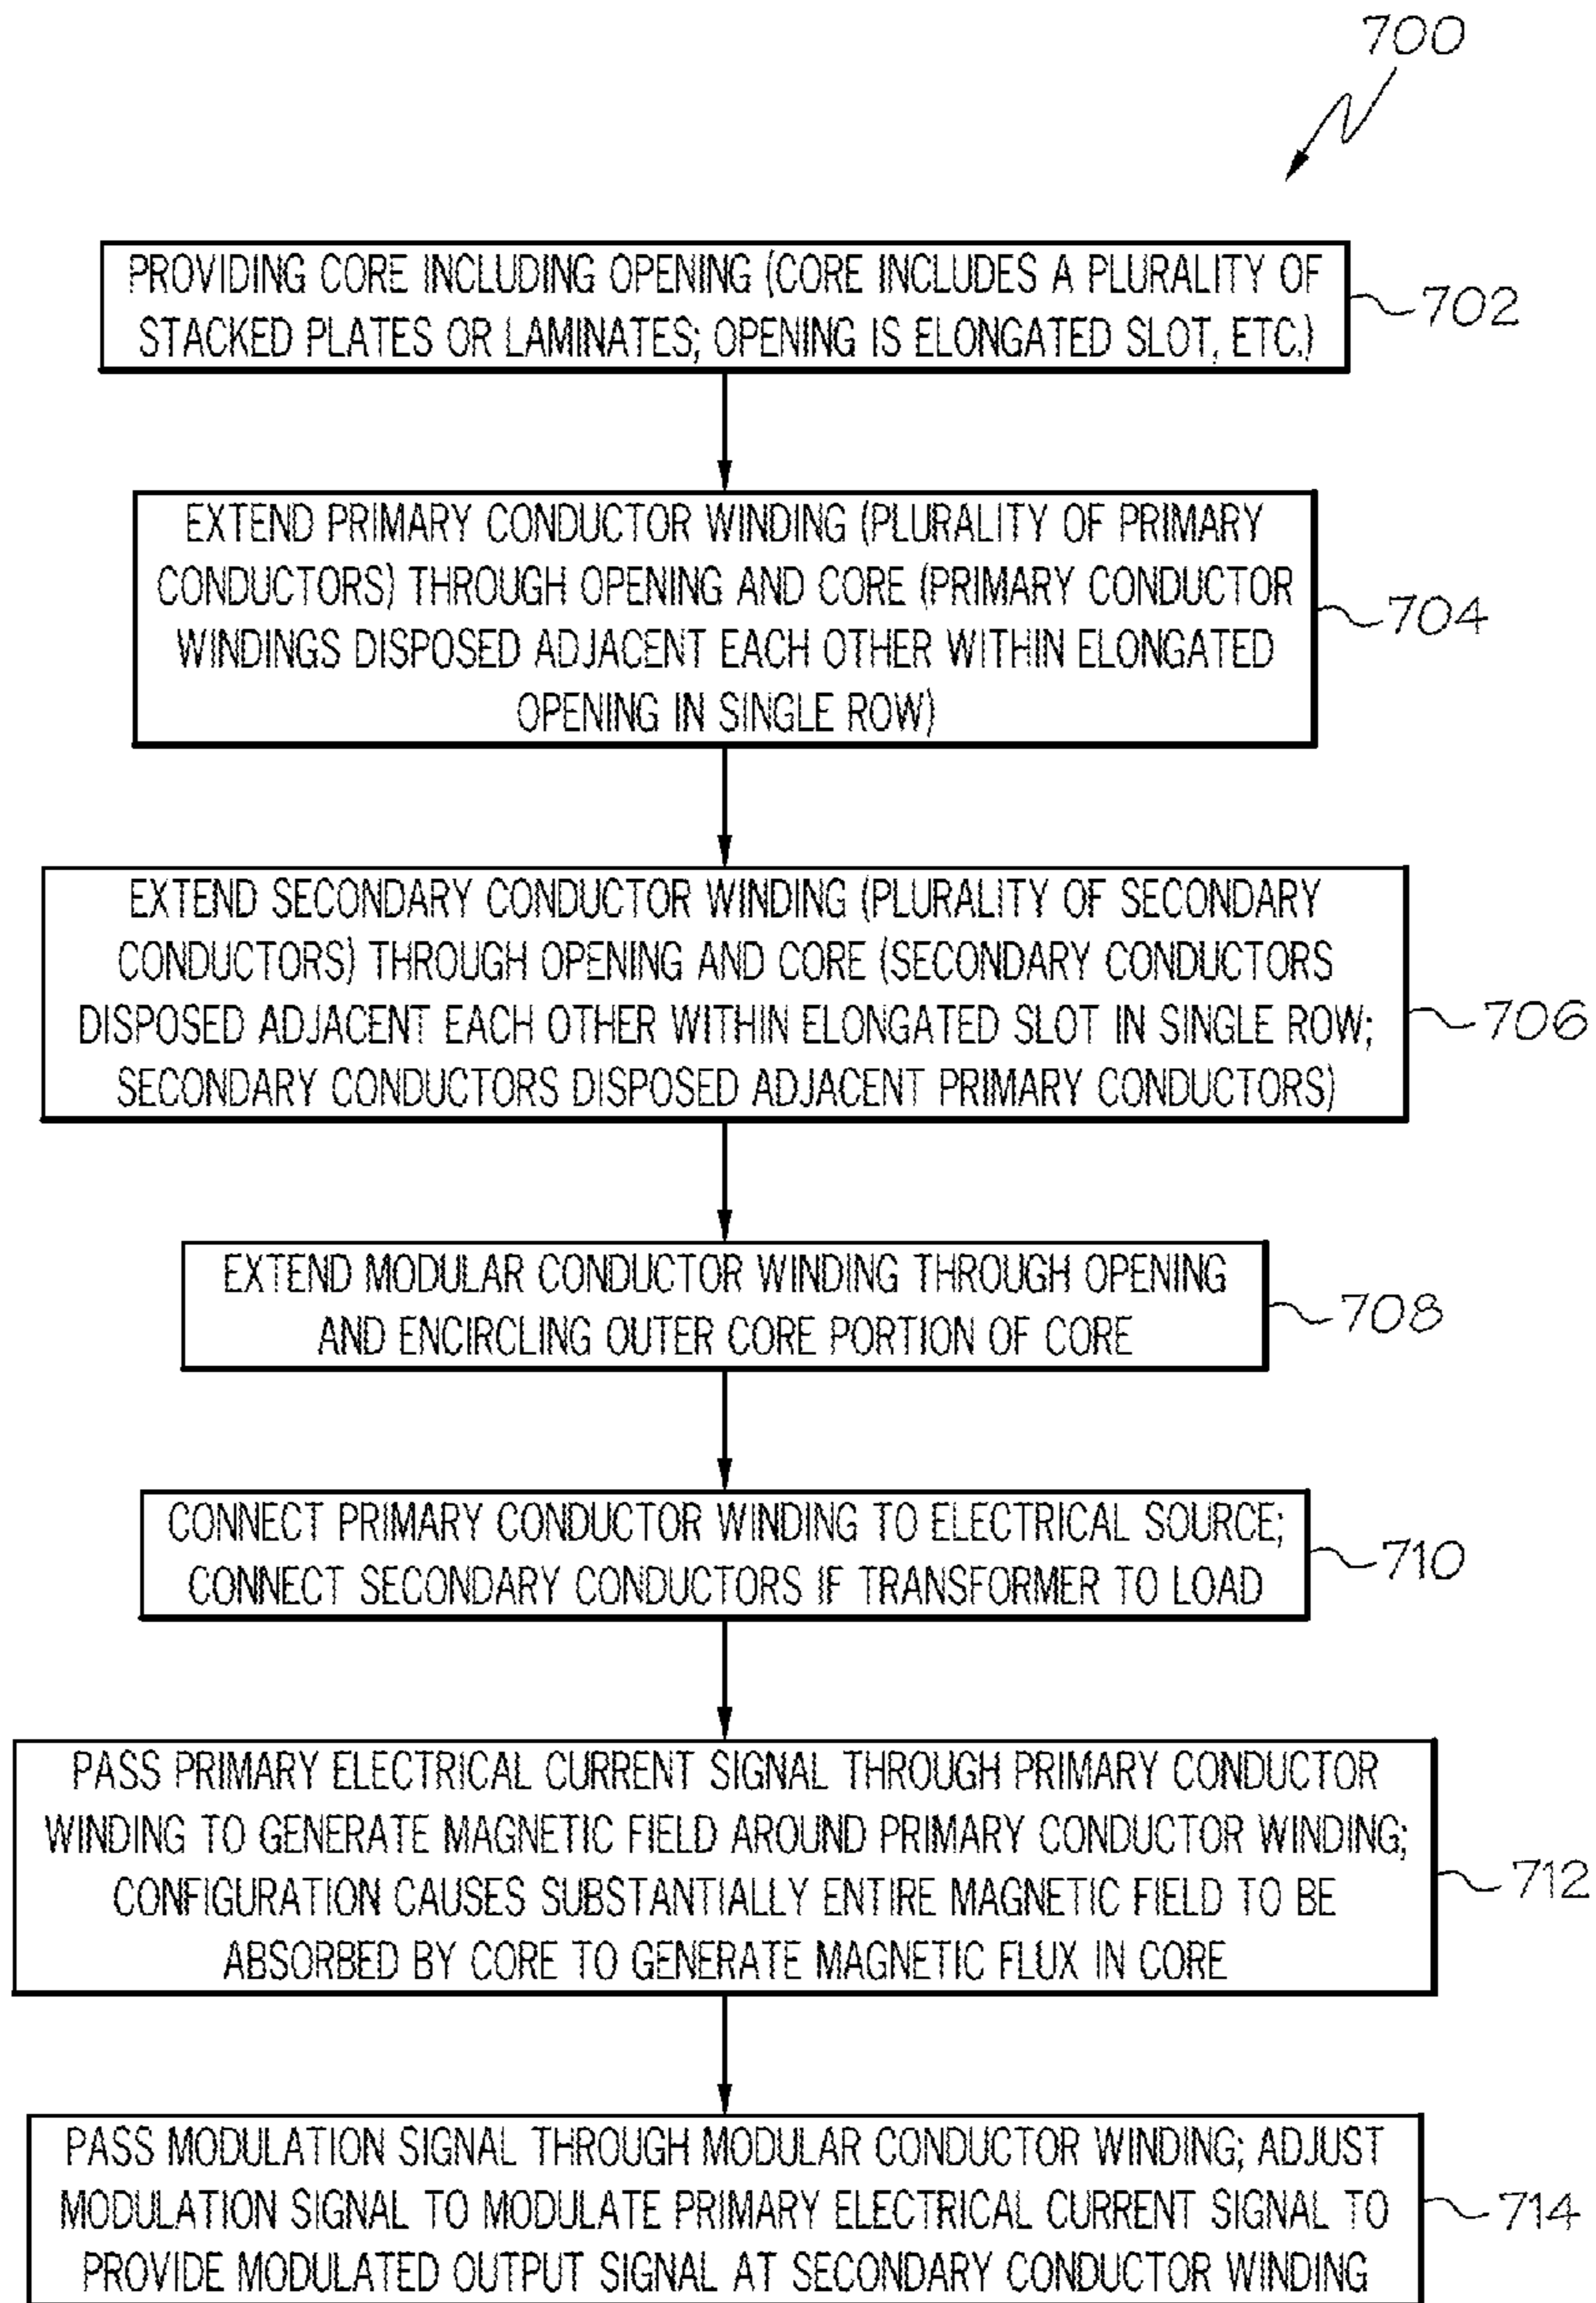 700
PROVIDING CORE INCLUDING OPENING (CORE INCLUDES A PLURALITY OF
STACKED PLATES OR LAMINATES; OPENING IS ELONGATED SLOT, ETC.)
702
EXTEND PRIMARY CONDUCTOR WINDING (PLURALITY OF PRIMARY
CONDUCTORS) THROUGH OPENING AND CORE (PRIMARY CONDUCTOR
WINDINGS DISPOSED ADJACENT EACH OTHER WITHIN ELONGATED
OPENING IN SINGLE ROW)
704
EXTEND SECONDARY CONDUCTOR WINDING (PLURALITY OF SECONDARY
CONDUCTORS) THROUGH OPENING AND CORE (SECONDARY CONDUCTORS
DISPOSED ADJACENT EACH OTHER WITHIN ELONGATED SLOT IN SINGLE ROW;
SECONDARY CONDUCTORS DISPOSED ADJACENT PRIMARY CONDUCTORS)
706
EXTEND MODULAR CONDUCTOR WINDING THROUGH OPENING
AND ENCIRCLING OUTER CORE PORTION OF CORE
708
CONNECT PRIMARY CONDUCTOR WINDING TO ELECTRICAL SOURCE;
CONNECT SECONDARY CONDUCTORS IF TRANSFORMER TO LOAD
710
PASS PRIMARY ELECTRICAL CURRENT SIGNAL THROUGH PRIMARY CONDUCTOR
WINDING TO GENERATE MAGNETIC FIELD AROUND PRIMARY CONDUCTOR WINDING;
CONFIGURATION CAUSES SUBSTANTIALLY ENTIRE MAGNETIC FIELD TO BE
ABSORBED BY CORE TO GENERATE MAGNETIC FLUX IN CORE
712
PASS MODULATION SIGNAL THROUGH MODULAR CONDUCTOR WINDING; ADJUST
MODULATION SIGNAL TO MODULATE PRIMARY ELECTRICAL CURRENT SIGNAL TO
PROVIDE MODULATED OUTPUT SIGNAL AT SECONDARY CONDUCTOR WINDING
714